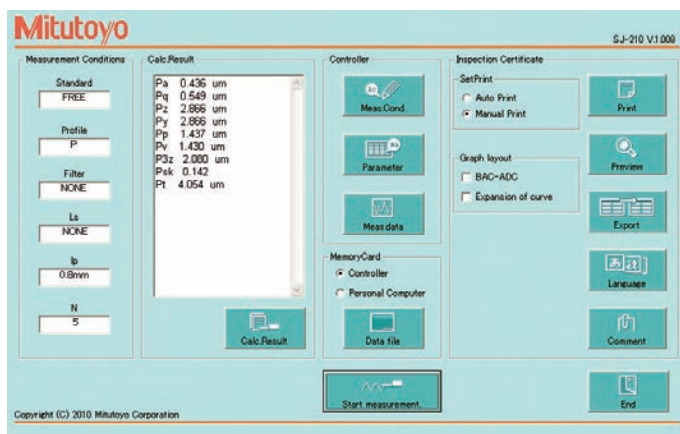 Mitutoyo
SJ-210 V.1.000
Measurement Conditions
Standard
FREE
Profile
P
Filter
NONE
Ls
NONE
lp
0.8mm
N
5
Calc.Result
Pa 0.436 um
Pq 0.549 um
Pz 2.866 um
Py 2.866 um
Pp 1.437 um
Pv 1.430 um
P3z 2.080 um
Psk 0.142
Pt 4.054 um
Calc.Result
Controller
Meas.Cond.
Parameter
Meas.data
MemoryCard
Controller
Personal Computer
Data file
Start measurement.
Inspection Certificate
SetPrint
Auto Print
Manual Print
Graph layout
BAC-ADC
Expansion of curve
Print
Preview
Export
あ a
Language
Comment
End
Copyright (C) 2010 Mitutoyo Corporation